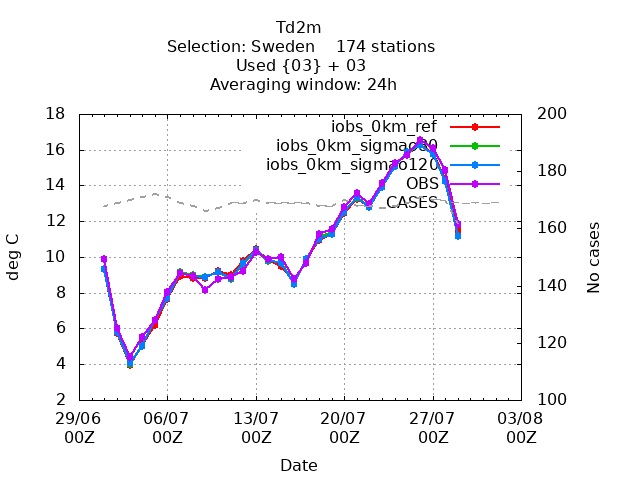 Td2m
Selection: Sweden    174 stations
Used {03} + 03
Averaging window: 24h
18
16
14
12
10
8
6
4
2
deg C
200
180
160
140
120
100
No cases
iobs_0km_ref
iobs_0km_sigmao80
iobs_0km_sigmao120
OBS
CASES
29/06 06/07 13/07 20/07 27/07 03/08
00Z 00Z 00Z 00Z 00Z 00Z
Date